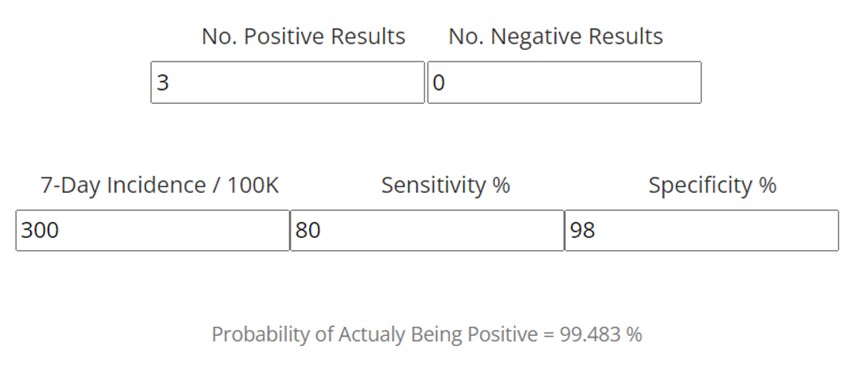 No. Positive Results No. Negative Results
3 0
7-Day Incidence / 100K Sensitivity % Specificity %
300 80 98
Probability of Actualy Being Positive = 99.483 %